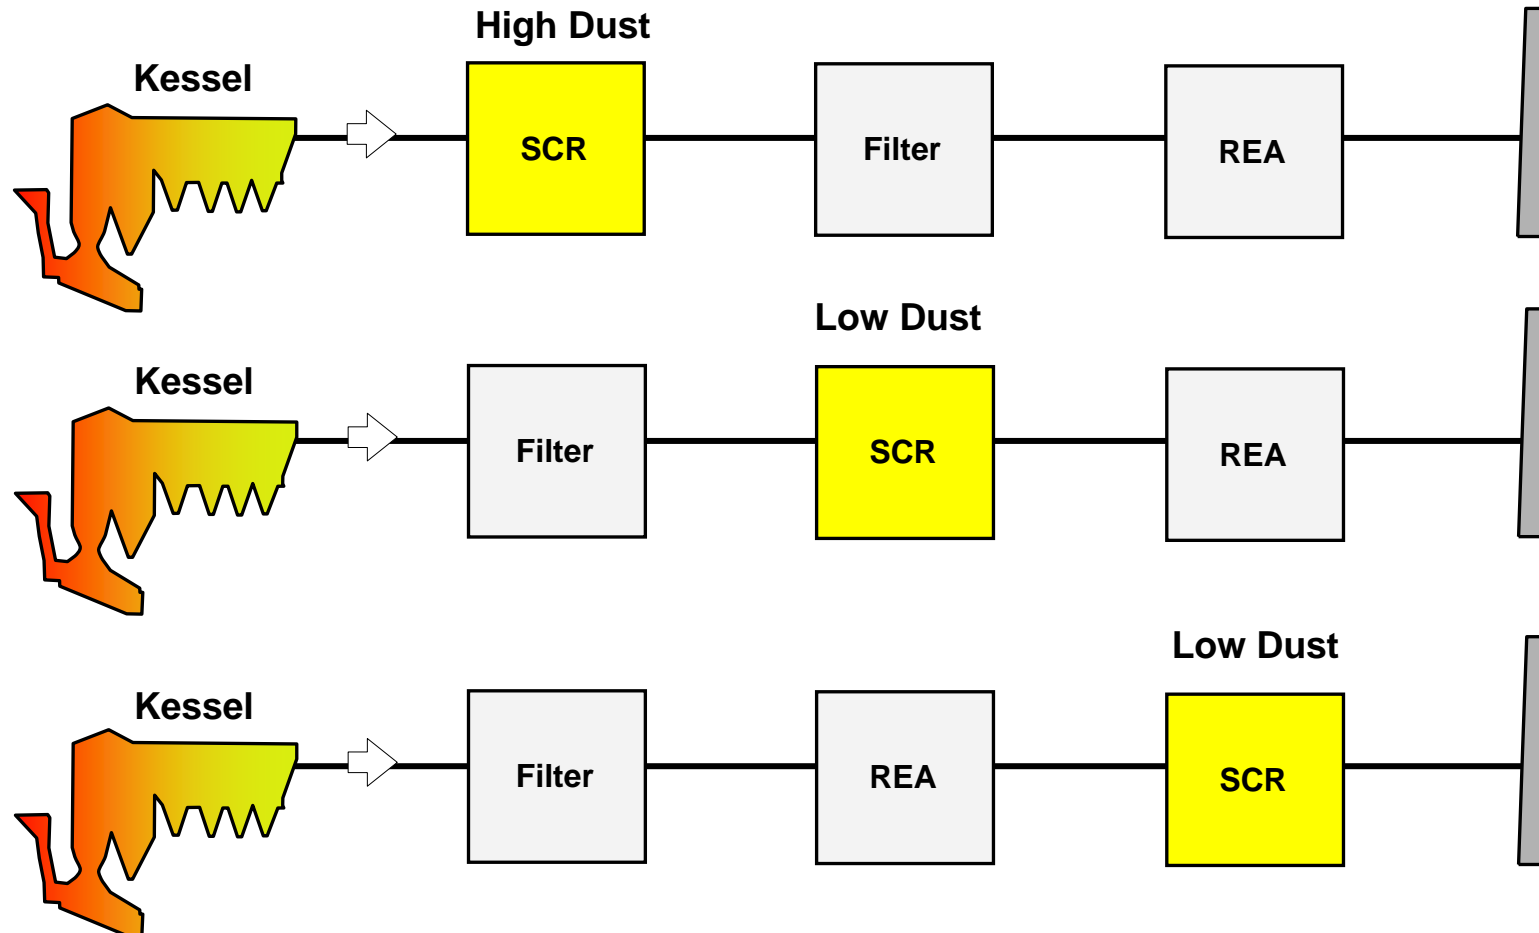 High Dust
Kessel
SCR
Filter
REA
Low Dust
Kessel
Filter
SCR
REA
Low Dust
Kessel
Filter
REA
SCR